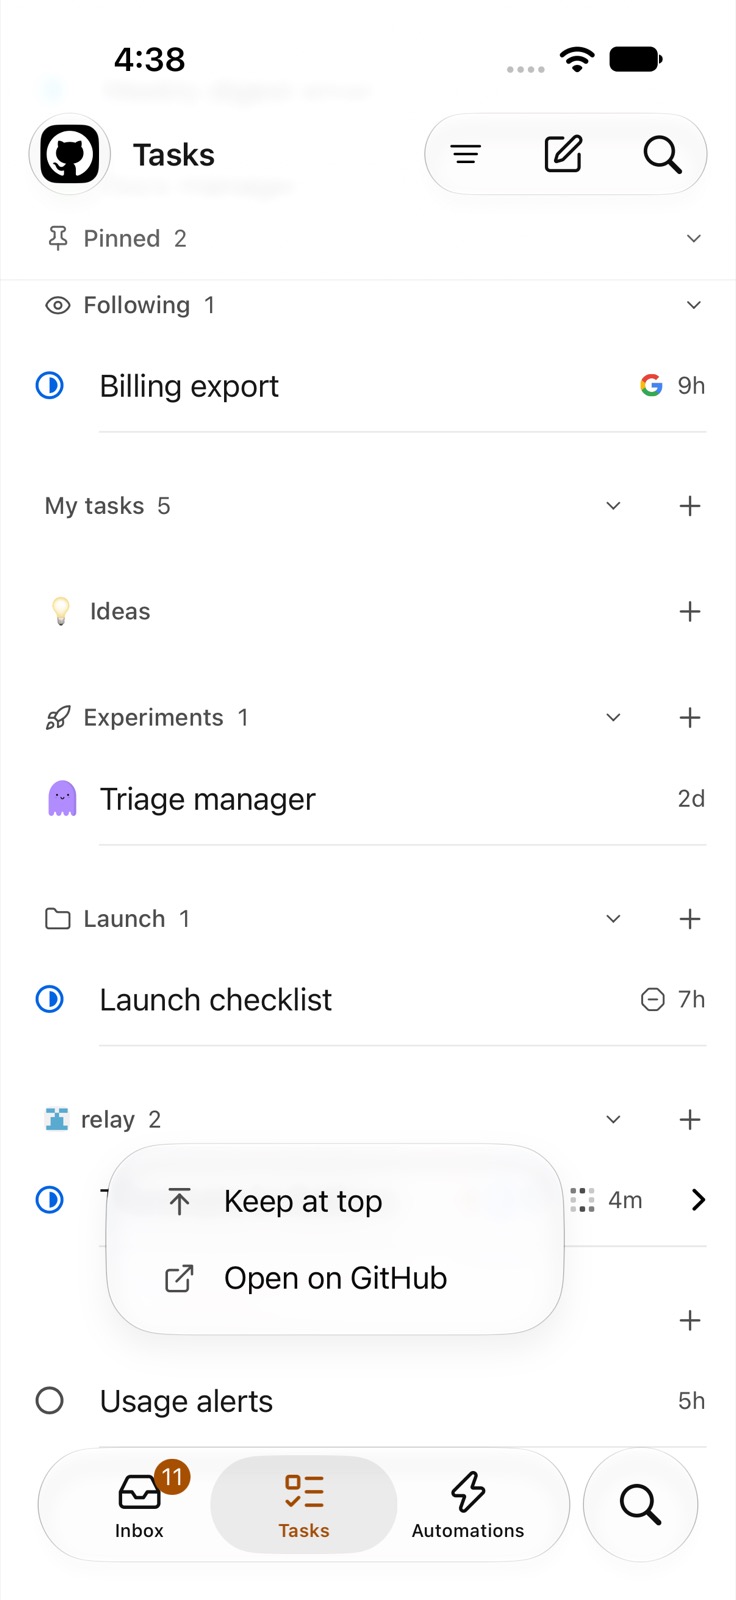 4:38
Tasks
Pinned 2
Following 1
Billing export 9h
My tasks 5
Ideas
Experiments 1
Triage manager 2d
Launch 1
Launch checklist 7h
relay 2
4m
Keep at top
Open on GitHub
Usage alerts 5h
11
Inbox Tasks Automations